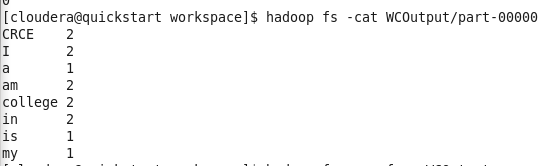 0
[cloudera@quickstart workspace]$ hadoop fs -cat WCOutput/part-00000
CRCE 2
I 2
a 1
am 2
college 2
in 2
is 1
my 1